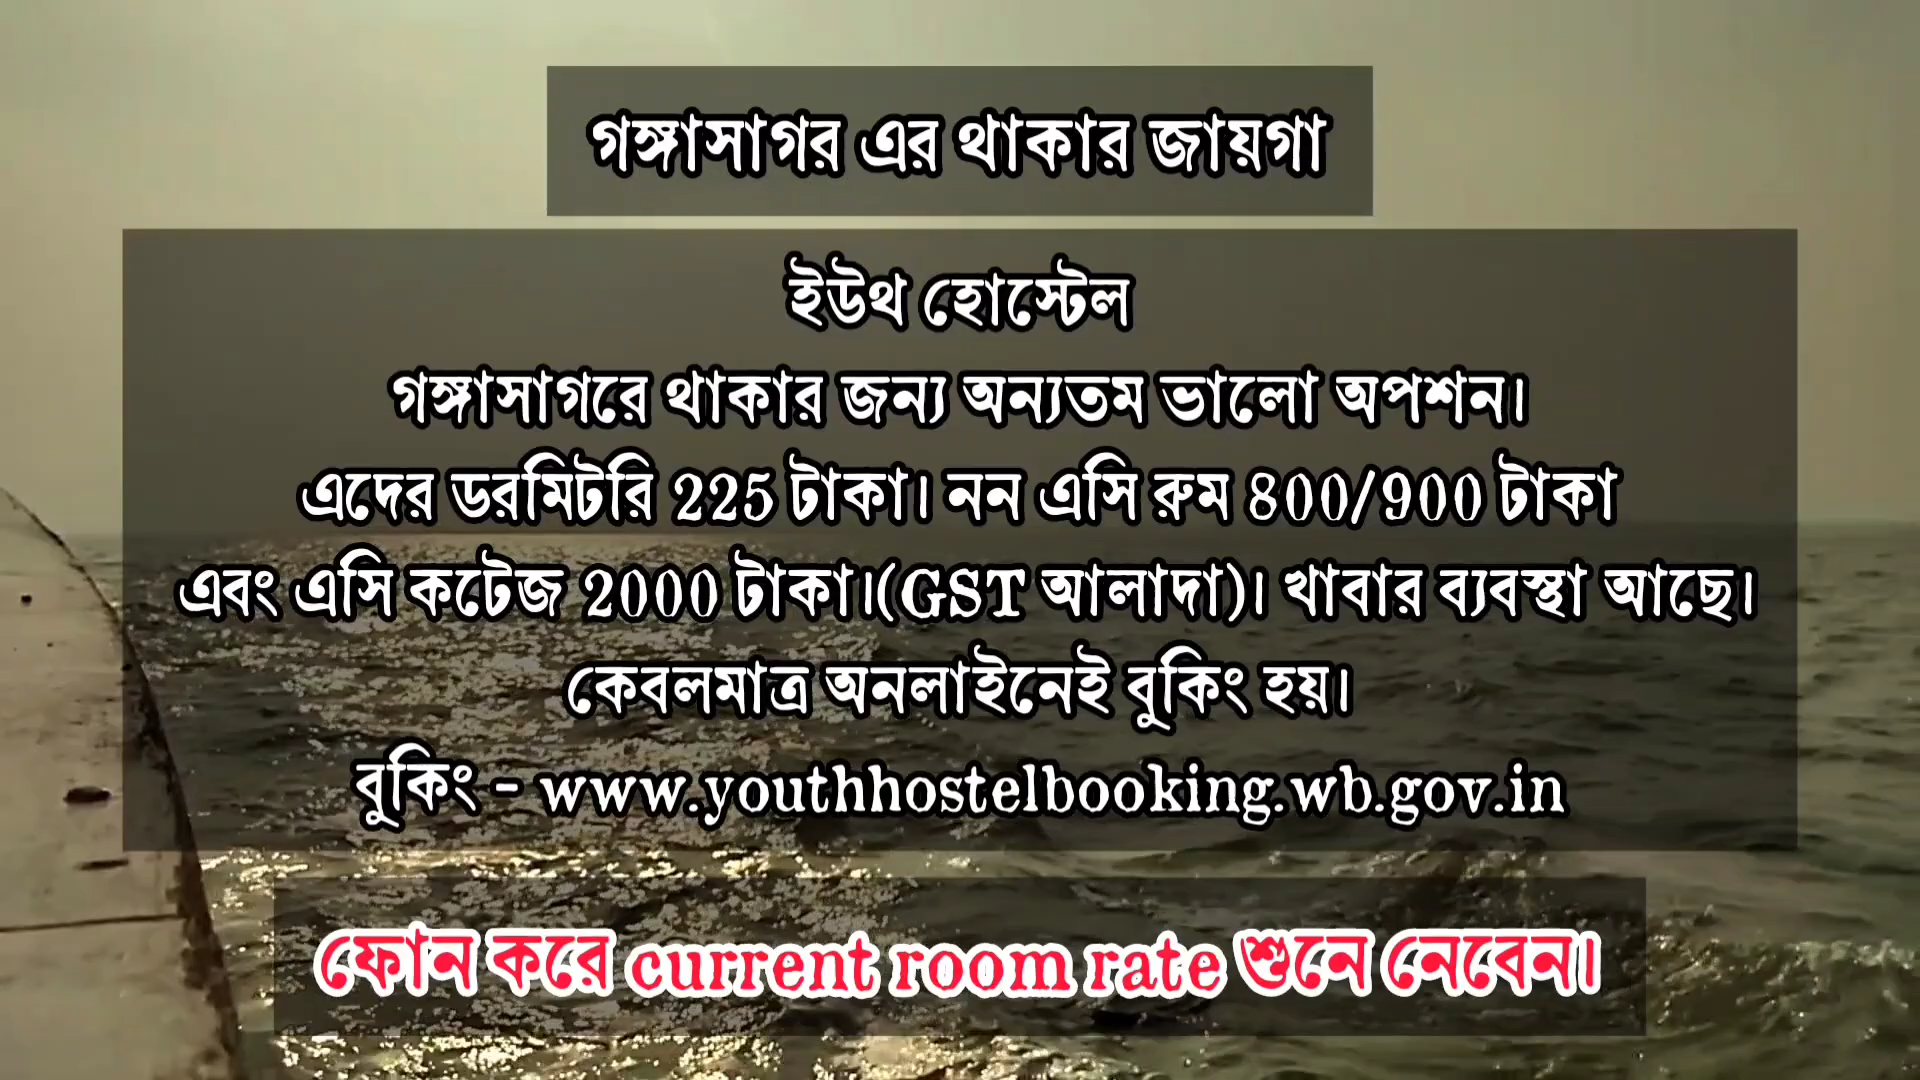 গঙ্গাসাগর এর থাকার জায়গা
ইউথ হোস্টেল
গঙ্গাসাগরে থাকার জন্য অন্যতম ভালো অপশন।
এদের ডরমিটরি 225 টাকা। নন এসি রুম 800/900 টাকা
এবং এসি কটেজ 2000 টাকা।(GST আলাদা)। খাবার ব্যবস্থা আছে।
কেবলমাত্র অনলাইনেই বুকিং হয়।
বুকিং - www.youthhostelbooking.wb.gov.in
ফোন করে current room rate শুনে নেবেন।